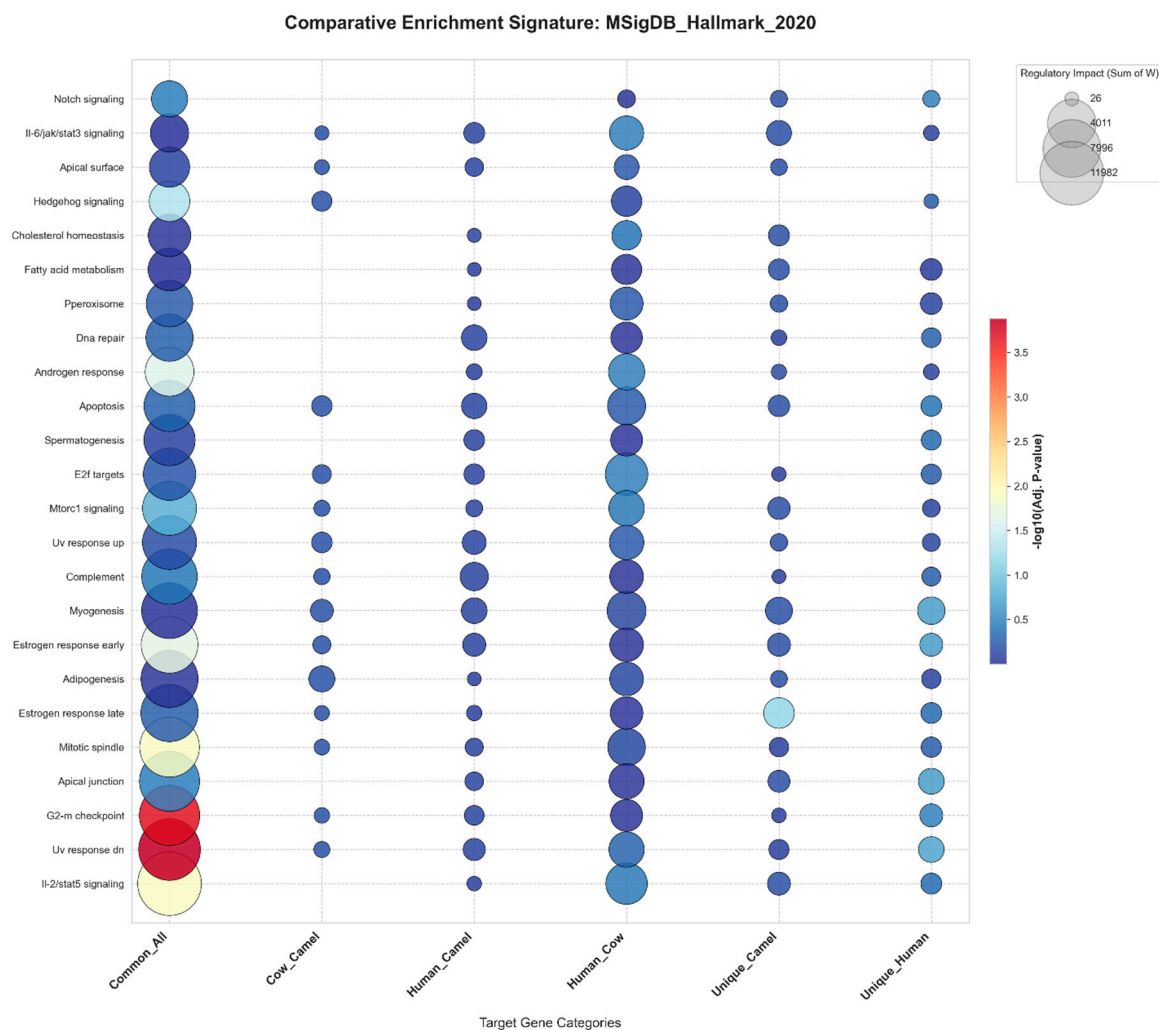 Comparative Enrichment Signature: MSigDB_Hallmark_2020
Notch signaling
Il-6/jak/stat3 signaling
Apical surface
Hedgehog signaling
Cholesterol homeostasis
Fatty acid metabolism
Pperoxisome
Dna repair
Androgen response
Apoptosis
Spermatogenesis
E2f targets
Mtorc1 signaling
Uv response up
Complement
Myogenesis
Estrogen response early
Adipogenesis
Estrogen response late
Mitotic spindle
Apical junction
G2-m checkpoint
Uv response dn
Il-2/stat5 signaling
Common_All
Cow_Camel
Human_Camel
Human_Cow
Unique_Camel
Unique_Human
Target Gene Categories
Regulatory Impact (Sum of W)
26
4011
7996
11982
3.5
3.0
2.5
2.0
1.5
1.0
0.5
-log10(Adj. P-value)